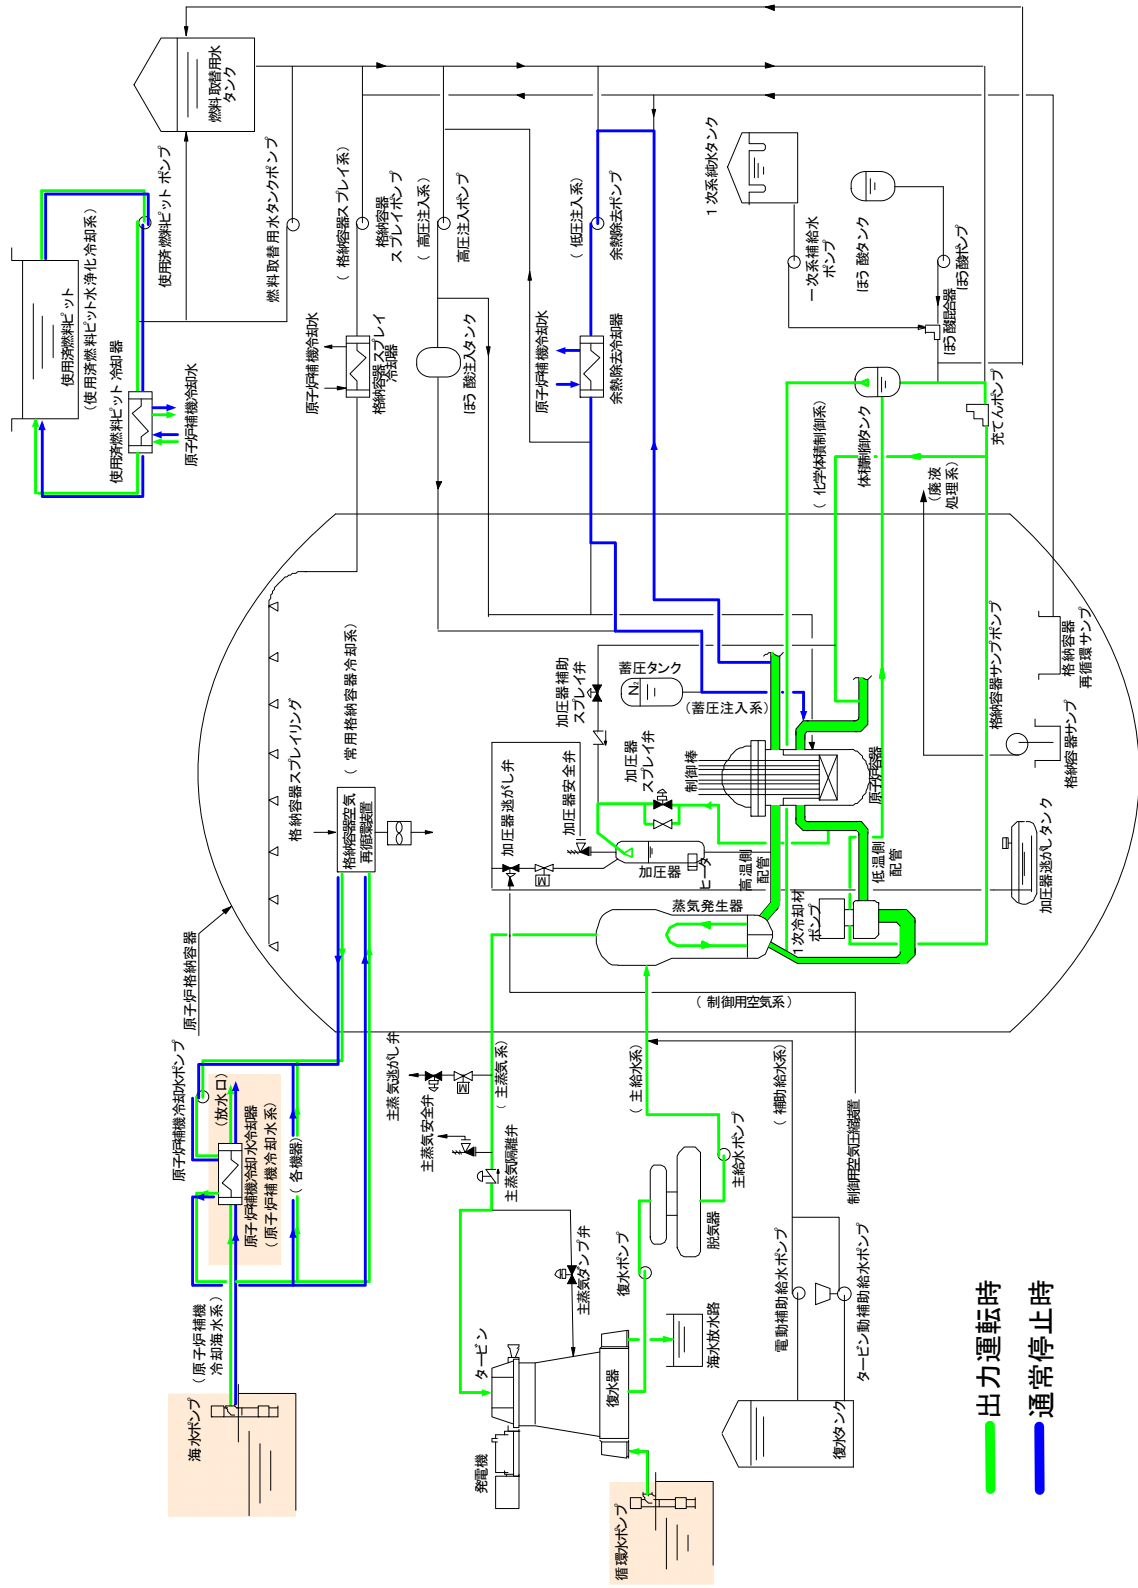 使用済燃料ピット
(使用済燃料ピット水浄化冷却系)
使用済燃料ピット冷却器
原子炉補機冷却水
使用済燃料ピットポンプ
燃料取替用水
タンク
燃料取替用水タンクポンプ
(格納容器スプレイ系)
格納容器
スプレイポンプ
原子炉補機冷却水
格納容器スプレイ
冷却器
(高圧注入系)
高圧注入ポンプ
ほう酸注入タンク
(低圧注入系)
余熱除去ポンプ
原子炉補機冷却水
余熱除去冷却器
1次系純水タンク
一次系補給水
ポンプ
ほう酸タンク
ほう酸ポンプ
ほう酸混合器
(化学体積制御系)
体積制御タンク
充てんポンプ
(廃液
処理系)
格納容器スプレイリング
(常用格納容器冷却系)
格納容器空気
再循環装置
原子炉格納容器
加圧器補助
スプレイ弁
蓄圧タンク
N₂
(蓄圧注入系)
加圧器逃がし弁
加圧器安全弁
加圧器
スプレイ弁
制御棒
原子炉容器
M
加圧器
ヒータ
高温側
配管
低温側
配管
蒸気発生器
1次冷却材
ポンプ
格納容器サンプポンプ
格納容器
再循環サンプ
格納容器サンプ
加圧器逃がしタンク
(制御用空気系)
原子炉補機冷却水ポンプ
(放水口)
原子炉補機冷却水冷却器
(原子炉補機冷却水系)
(各機器)
(原子炉補機
冷却海水系)
海水ポンプ
主蒸気逃がし弁
M
主蒸気安全弁
(主蒸気系)
主蒸気隔離弁
主蒸気ダンプ弁
(主給水系)
主給水ポンプ
(補助給水系)
制御用空気圧縮装置
タービン
発電機
復水器
復水ポンプ
脱気器
海水放水路
循環水ポンプ
電動補助給水ポンプ
タービン動補助給水ポンプ
復水タンク
出力運転時
通常停止時